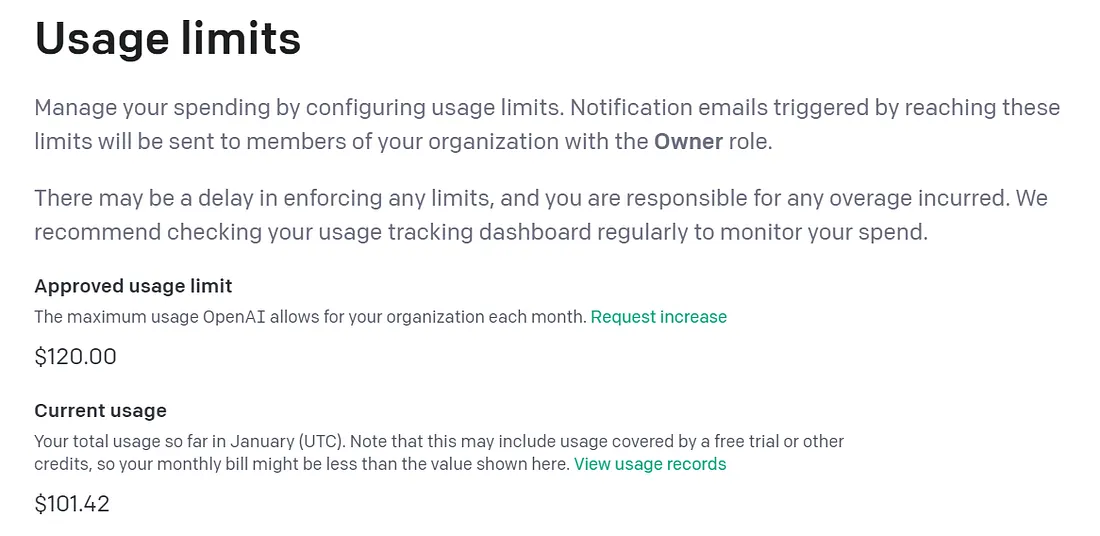 Usage limits
Manage your spending by configuring usage limits. Notification emails triggered by reaching these
limits will be sent to members of your organization with the Owner role.
There may be a delay in enforcing any limits, and you are responsible for any overage incurred. We
recommend checking your usage tracking dashboard regularly to monitor your spend.
Approved usage limit
The maximum usage OpenAI allows for your organization each month. Request increase
$120.00
Current usage
Your total usage so far in January (UTC). Note that this may include usage covered by a free trial or other
credits, so your monthly bill might be less than the value shown here. View usage records
$101.42